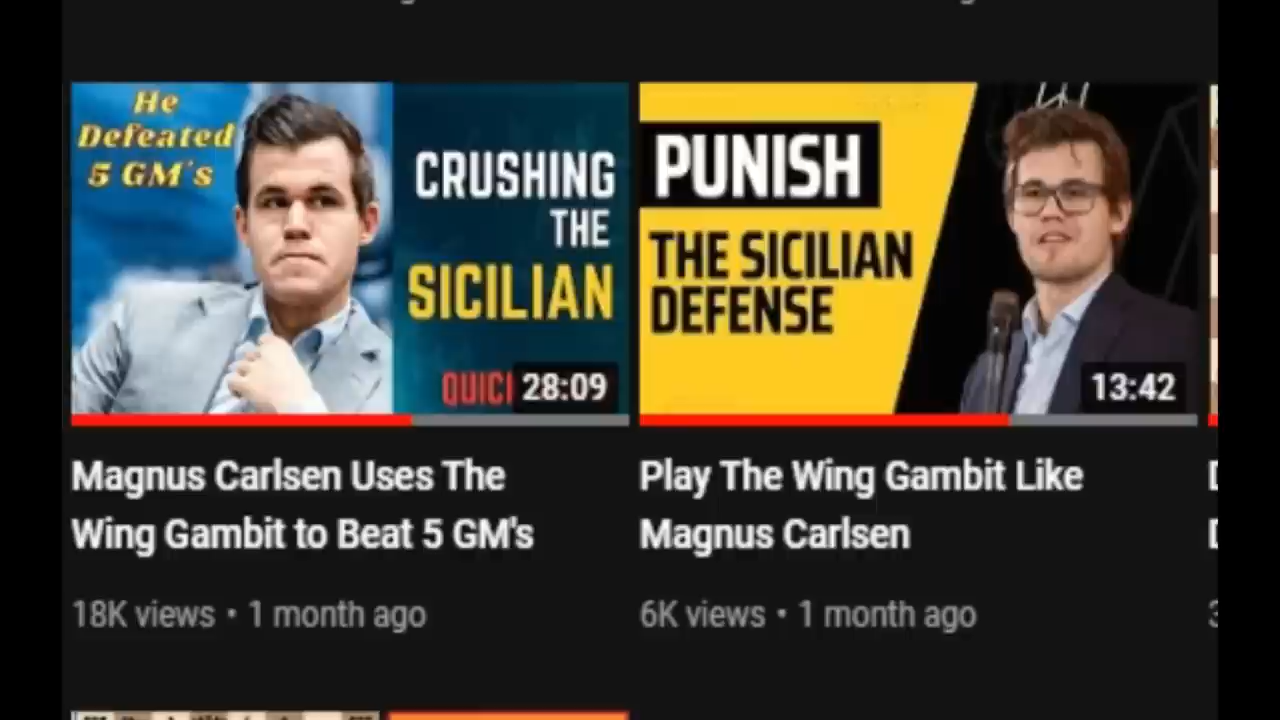 He
Defeated
5 GM's
CRUSHING
THE
SICILIAN
28:09
PUNISH
THE SICILIAN
DEFENSE
13:42
Magnus Carlsen Uses The
Wing Gambit to Beat 5 GM's
18K views • 1 month ago
Play The Wing Gambit Like
Magnus Carlsen
6K views • 1 month ago